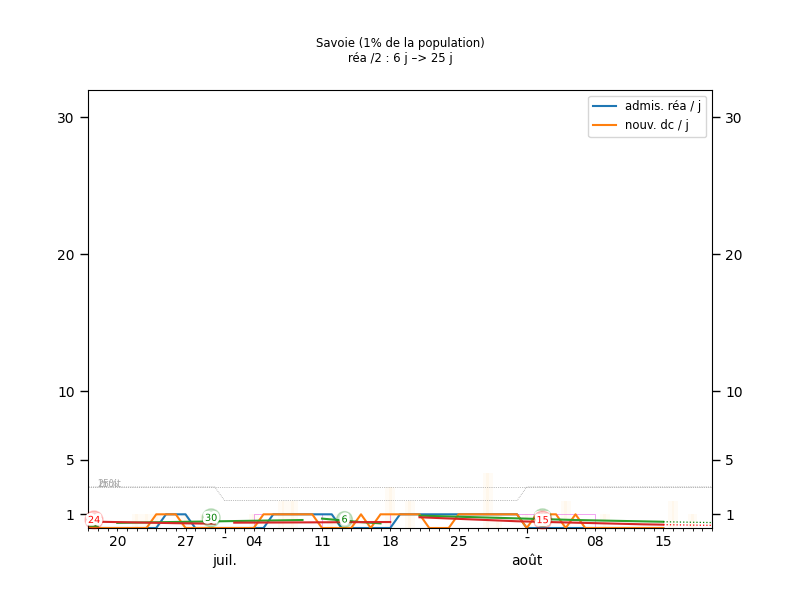 Savoie (1% de la population)
réa /2 : 6 j –> 25 j
admis. réa / j
nouv. dc / j
30 30
20 20
10 10
5 5
1 1
24 30 6 15
20 27 - 04 11 18 25 - 08 15
juil. août